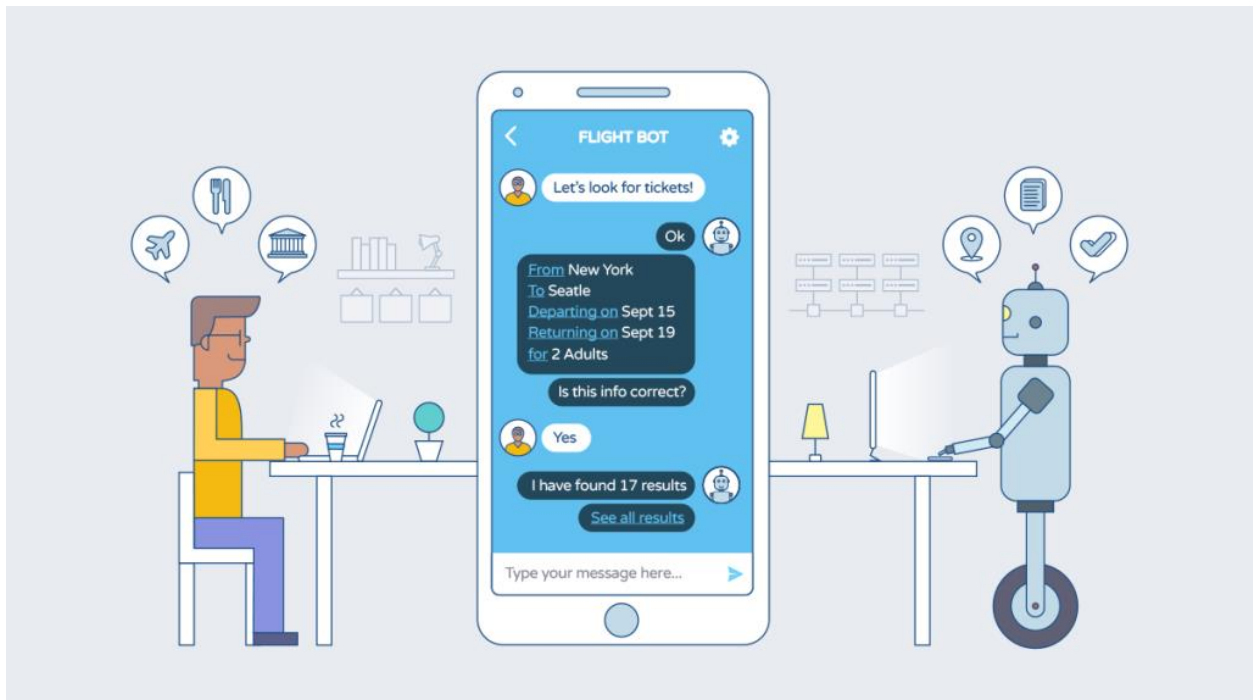 FLIGHT BOT
Let's look for tickets!
Ok
From New York
To Seatle
Departing on Sept 15
Returning on Sept 19
for 2 Adults
Is this info correct?
Yes
I have found 17 results
See all results
Type your message here...